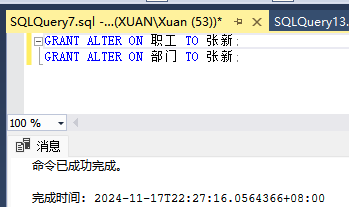 SQLQuery7.sql -...(XUAN\Xuan (53))*
SQLQuery13.
GRANT ALTER ON 职工 TO 张新;
GRANT ALTER ON 部门 TO 张新;
100 %
消息
命令已成功完成。
完成时间: 2024-11-17T22:27:16.0564366+08:00